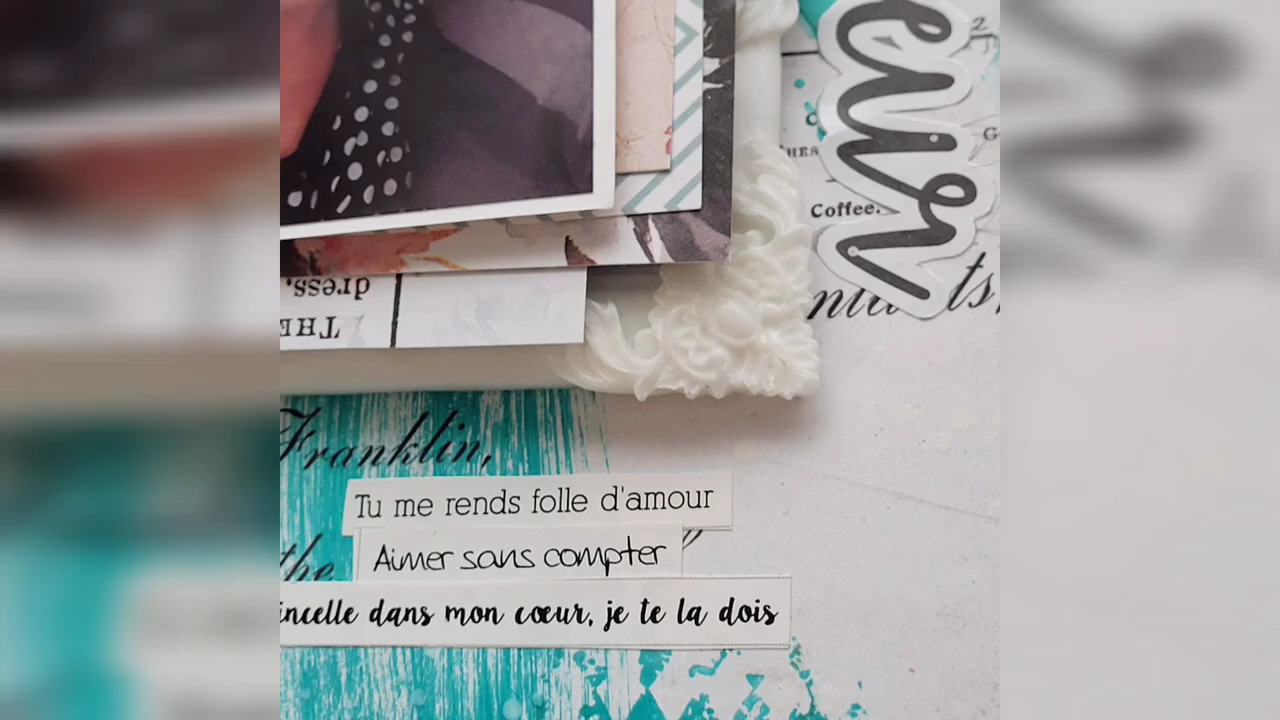 Coffee.
dress.
THE
Franklin,
Tu me rends folle d'amour
the
Aimer sans compter
dans mon cœur, je te la dois